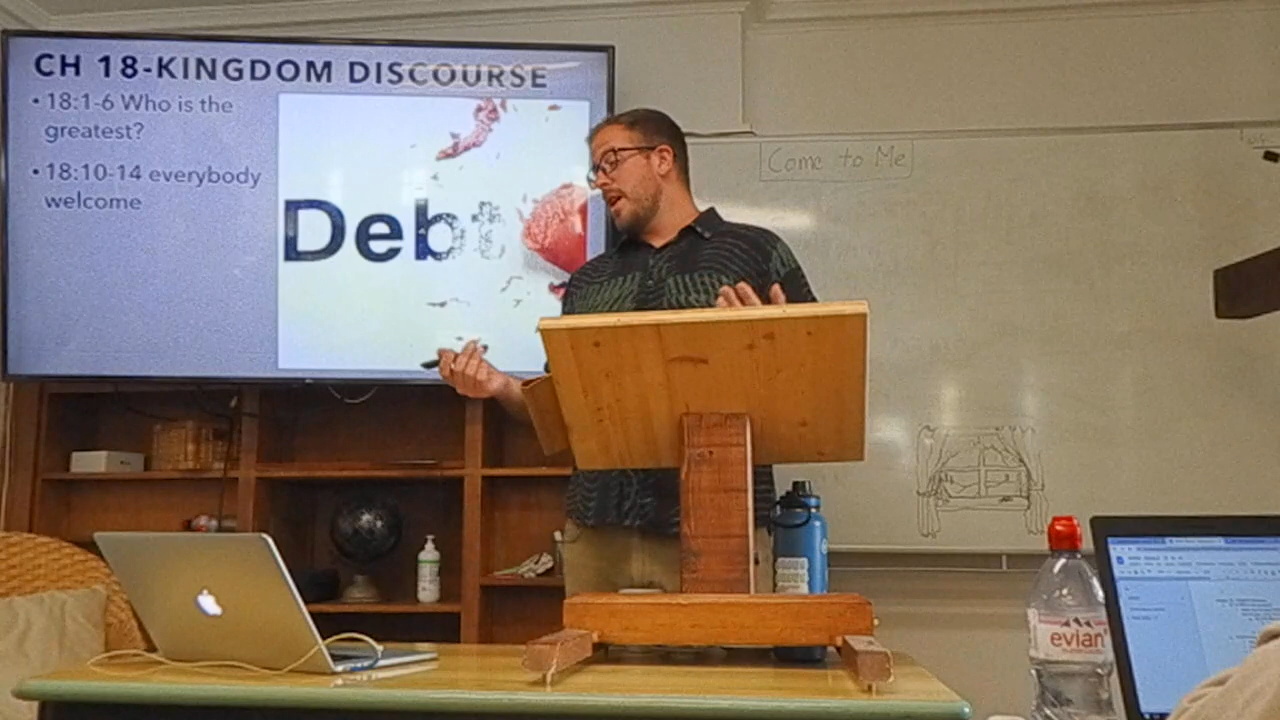 CH 18-KINGDOM DISCOURSE
• 18:1-6 Who is the
greatest?
• 18:10-14 everybody
welcome
Debt
Come to Me
evian